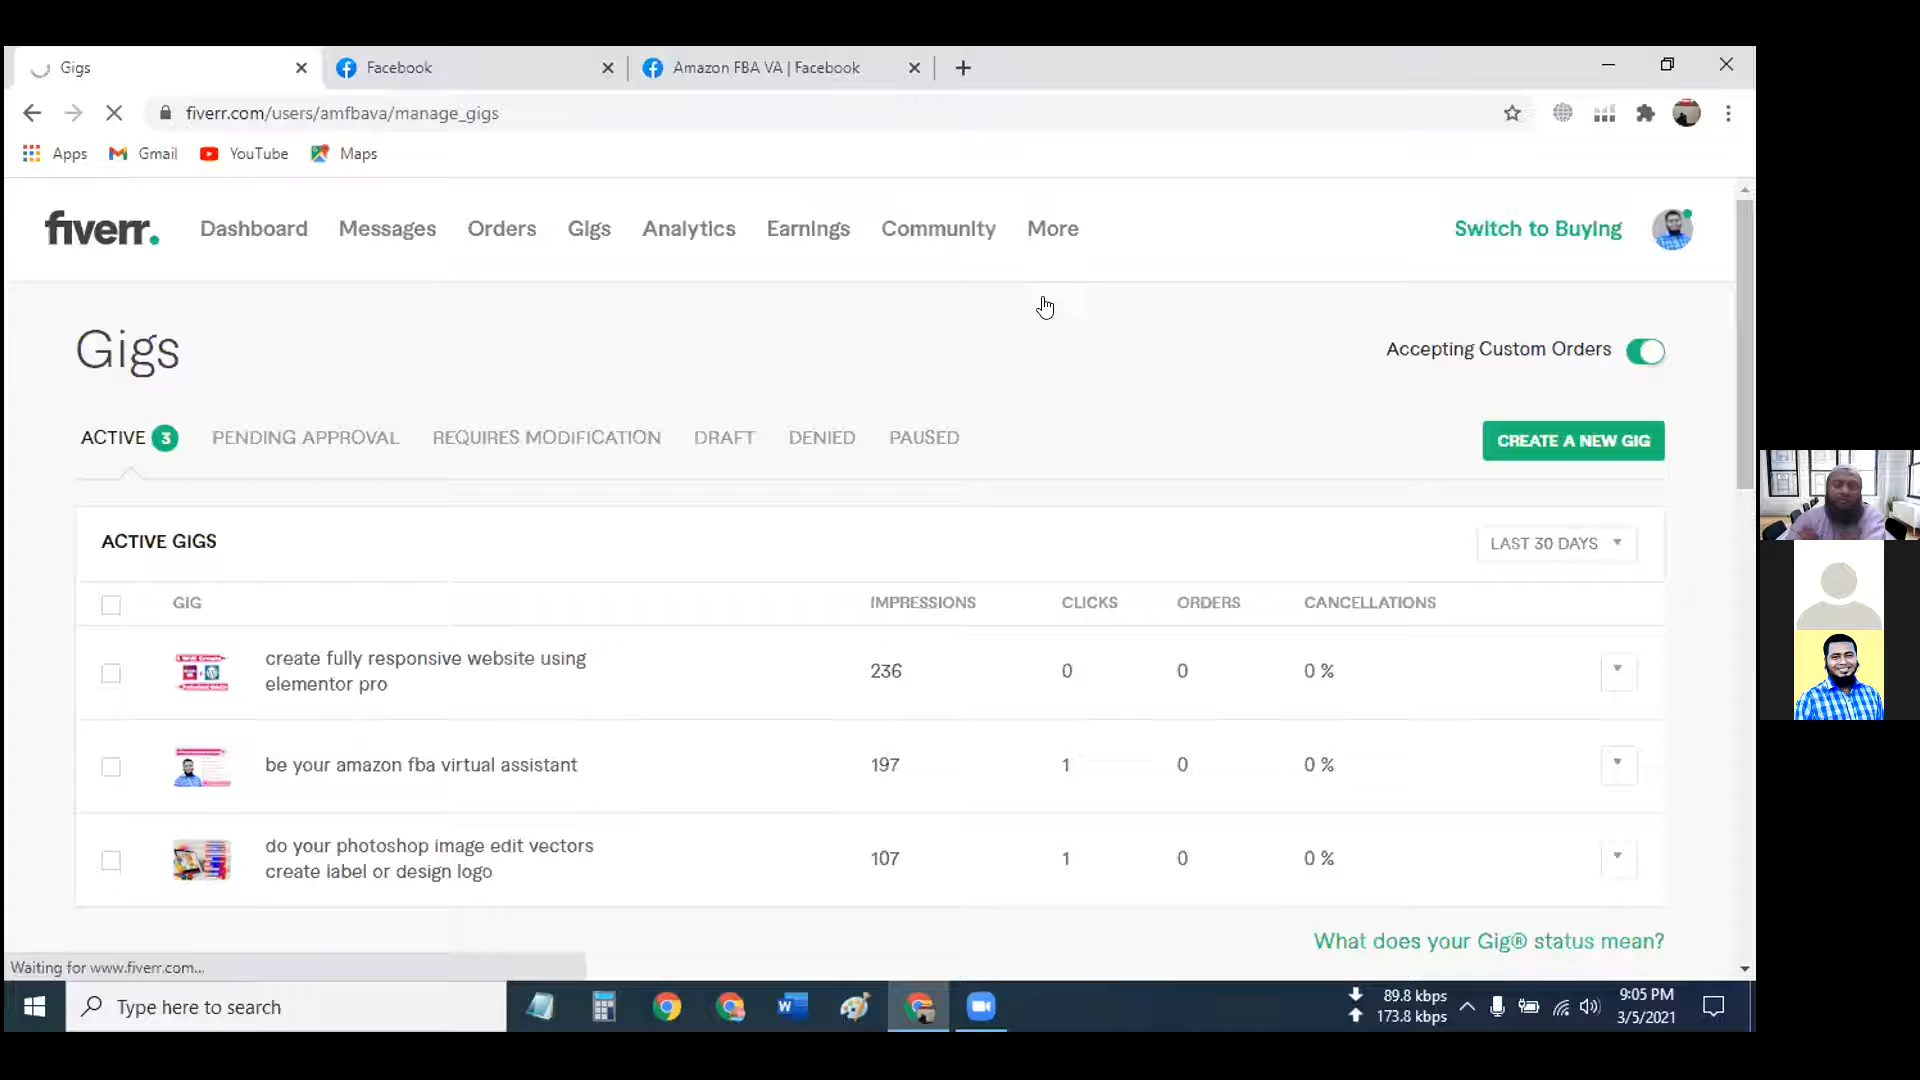 Gigs
Facebook
Amazon FBA VA | Facebook
fiverr.com/users/amfbava/manage_gigs
Apps
Gmail
YouTube
Maps
fiverr.
Dashboard
Messages
Orders
Gigs
Analytics
Earnings
Community
More
Switch to Buying
Gigs
Accepting Custom Orders
ACTIVE 3
PENDING APPROVAL
REQUIRES MODIFICATION
DRAFT
DENIED
PAUSED
CREATE A NEW GIG
ACTIVE GIGS
LAST 30 DAYS
GIG
IMPRESSIONS
CLICKS
ORDERS
CANCELLATIONS
create fully responsive website using
elementor pro
236
0
0
0 %
be your amazon fba virtual assistant
197
1
0
0 %
do your photoshop image edit vectors
create label or design logo
107
1
0
0 %
What does your Gig® status mean?
Waiting for www.fiverr.com...
Type here to search
89.8 kbps
173.8 kbps
9:05 PM
3/5/2021